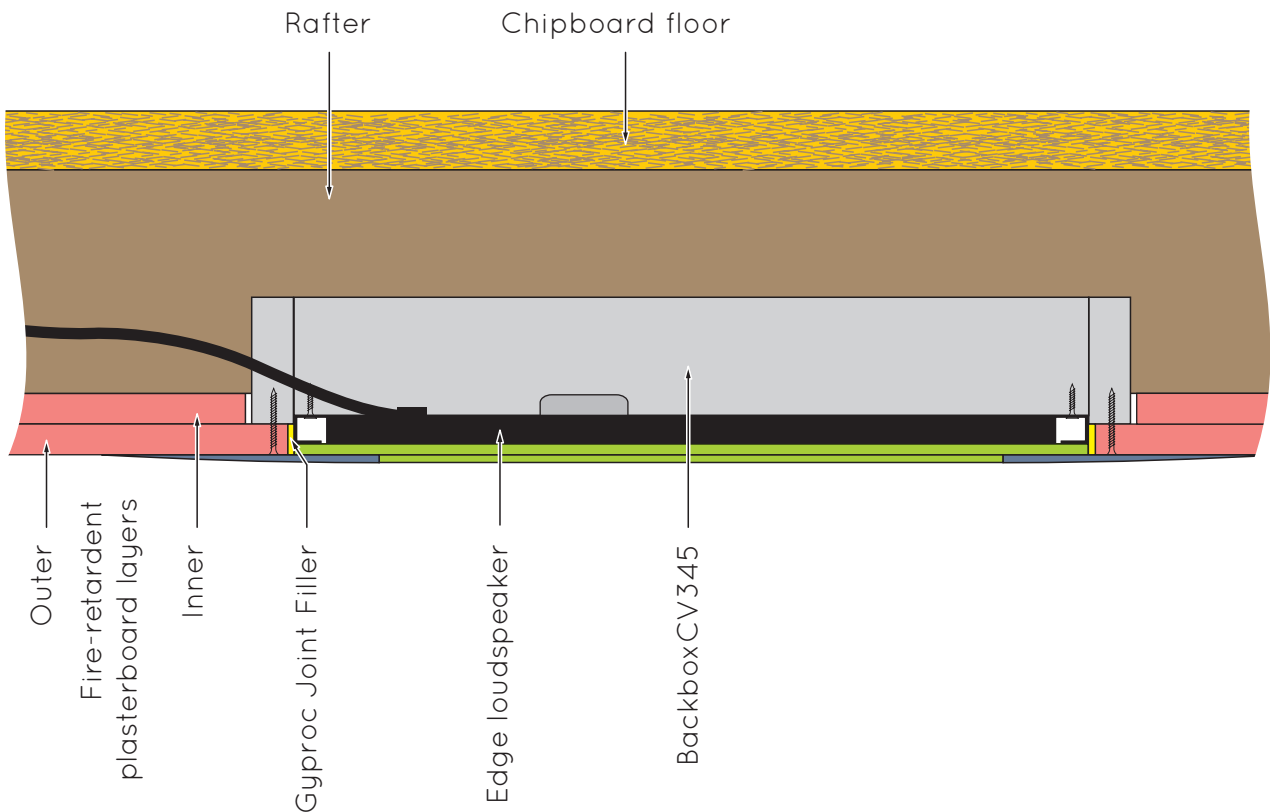 Rafter
Chipboard floor
Outer
Fire-retardent
plasterboard layers
Inner
Gyproc Joint Filler
Edge loudspeaker
BackboxCV345